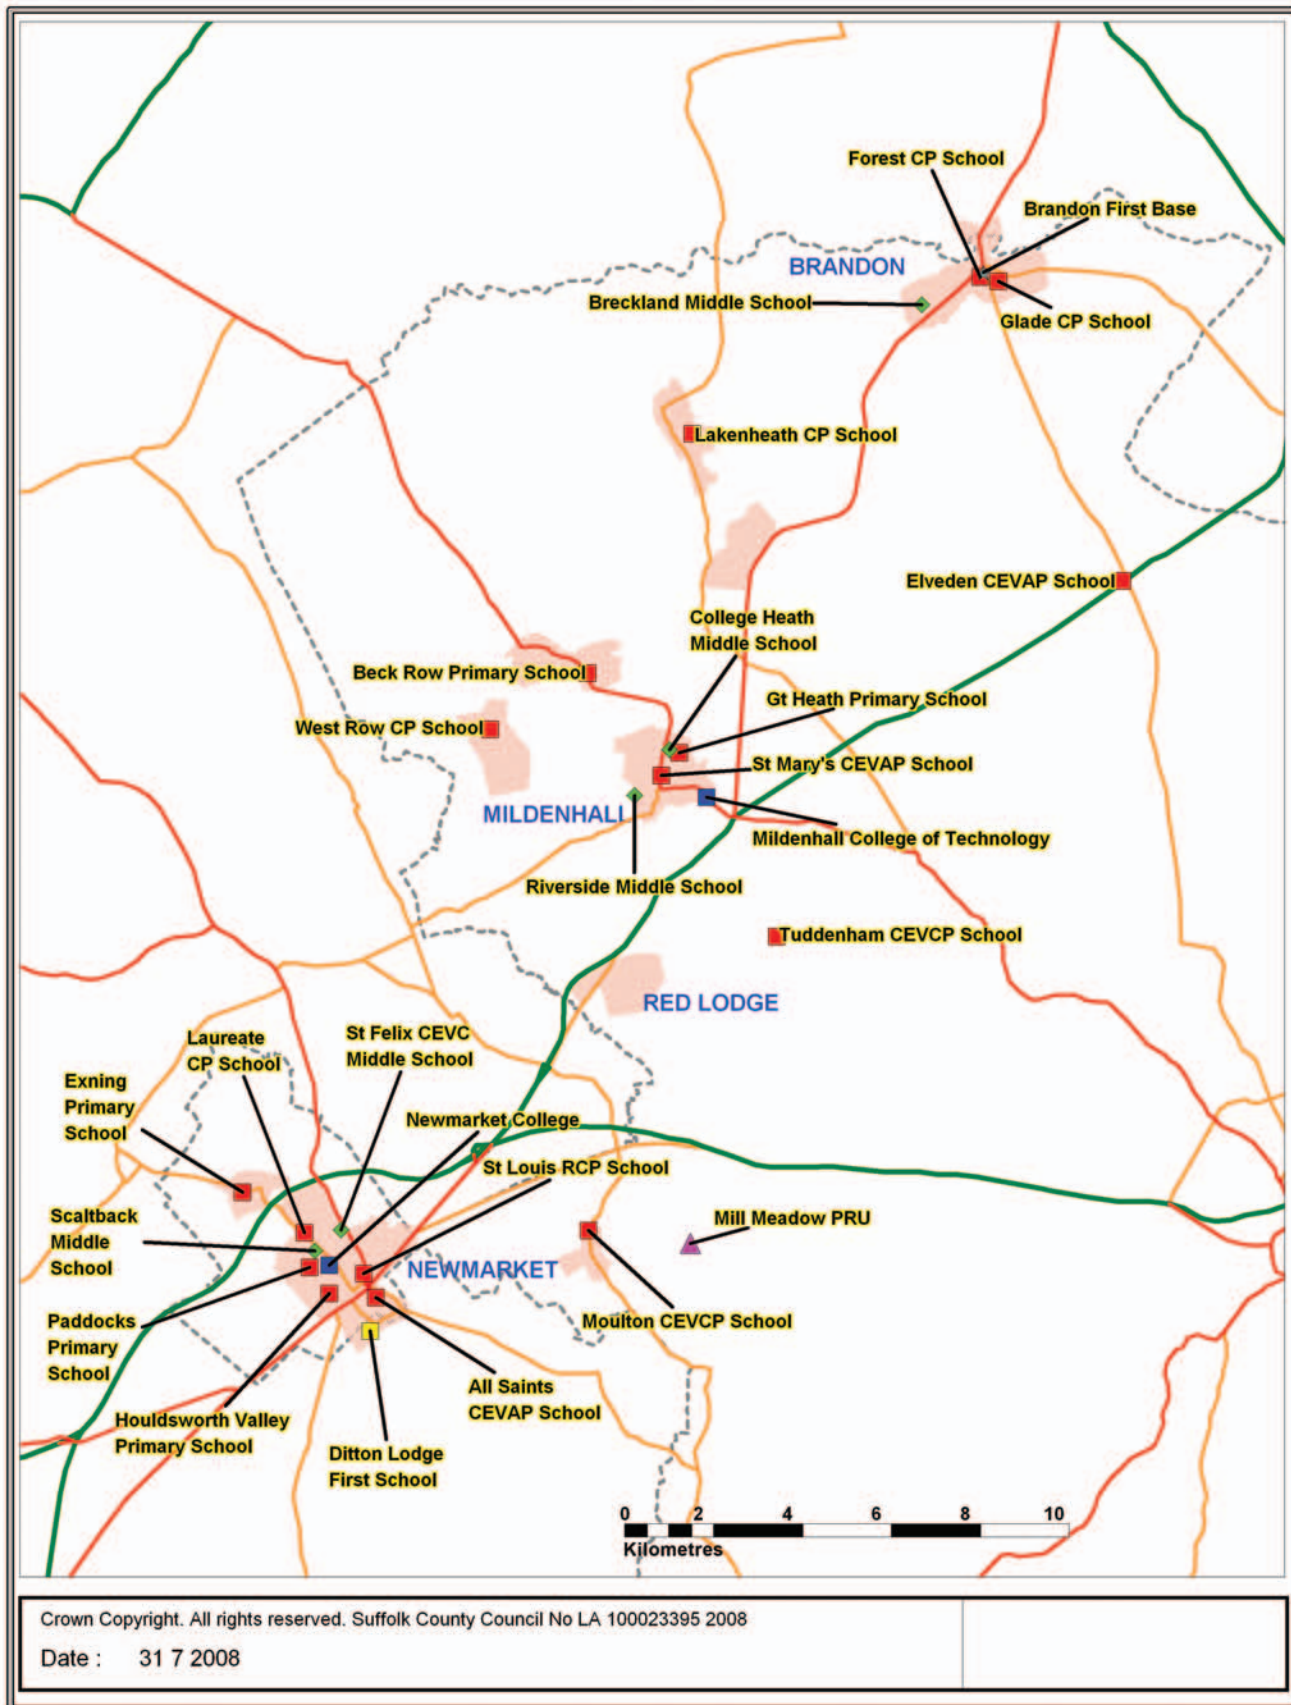 Forest CP School
Brandon First Base
BRANDON
Breckland Middle School
Glade CP School
Lakenheath CP School
Elveden CEVAP School
College Heath
Middle School
Beck Row Primary School
Gt Heath Primary School
West Row CP School
St Mary's CEVAP School
MILDENHALL
Mildenhall College of Technology
Riverside Middle School
Tuddenham CEVCP School
RED LODGE
Laureate
CP School
St Felix CEVC
Middle School
Exning
Primary
School
Newmarket College
St Louis RCP School
Scaltback
Middle
School
Mill Meadow PRU
NEWMARKET
Moulton CEVCP School
Paddocks
Primary
School
All Saints
CEVAP School
Houldsworth Valley
Primary School
Ditton Lodge
First School
0 2 4 6 8 10
Kilometres
Crown Copyright. All rights reserved. Suffolk County Council No LA 100023395 2008
Date : 31 7 2008